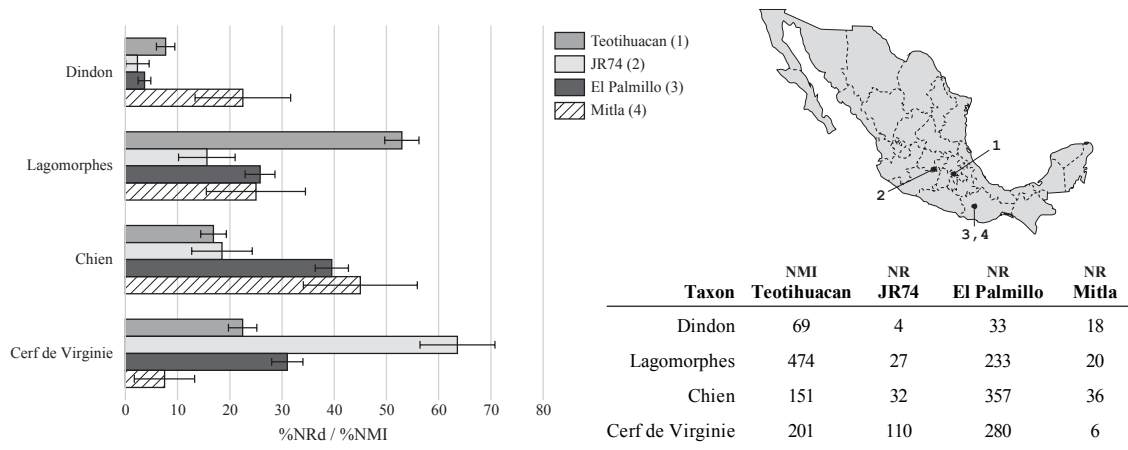 Dindon
Lagomorphes
Chien
Cerf de Virginie
0 10 20 30 40 50 60 70 80
%NRd / %NMI
Teotihuacan (1)
JR74 (2)
El Palmillo (3)
Mitla (4)
1
2
3,4
NMI NR NR NR
Taxon Teotihuacan JR74 El Palmillo Mitla
Dindon 69 4 33 18
Lagomorphes 474 27 233 20
Chien 151 32 357 36
Cerf de Virginie 201 110 280 6